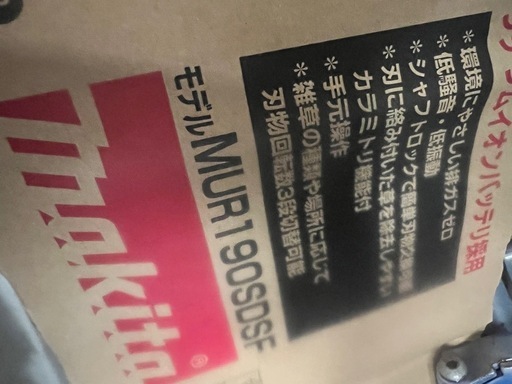 リチウムイオンバッテリ採用
*環境にやさしい排ガスゼロ
*低騒音・低振動
*シャフトロックで簡単刃物交換
*刃に絡み付いた草を除去しやすい
カラミトリ機能付
*手元操作
*雑草の種類や場所に応じて
刃物回転数3段切替可能
モデルMUR190SDSF
makita